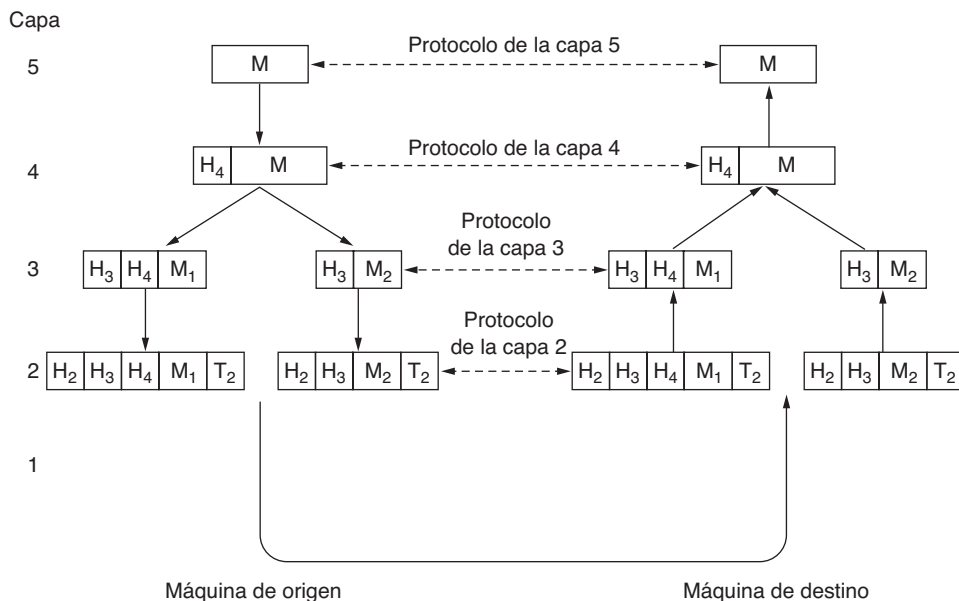 Capa
5 M Protocolo de la capa 5 M
4 H₄ M Protocolo de la capa 4 H₄ M
Protocolo
de la capa 3
3 H₃ H₄ M₁ H₃ M₂ H₃ H₄ M₁ H₃ M₂
Protocolo
de la capa 2
2 H₂ H₃ H₄ M₁ T₂ H₂ H₃ M₂ T₂ H₂ H₃ H₄ M₁ T₂ H₂ H₃ M₂ T₂
1
Máquina de origen Máquina de destino